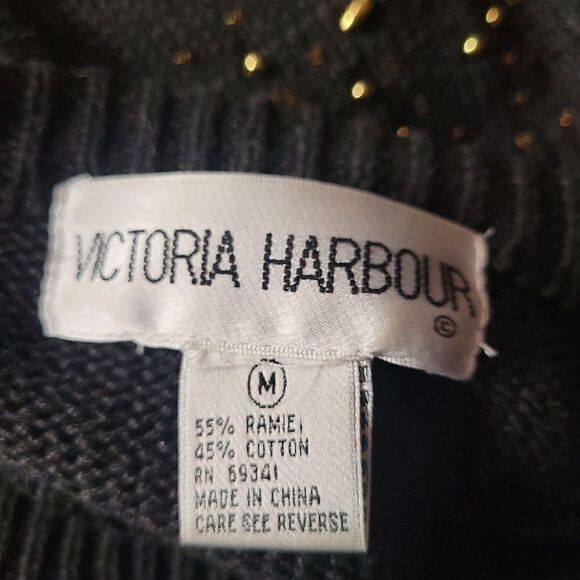 VICTORIA HARBOUR
©
M
55% RAMIE,
45% COTTON
RN 69341
MADE IN CHINA
CARE SEE REVERSE